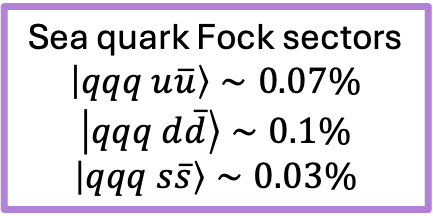 Sea quark Fock sectors
|qqq uū⟩ ~ 0.07%
|qqq dd̄⟩ ~ 0.1%
|qqq ss̄⟩ ~ 0.03%